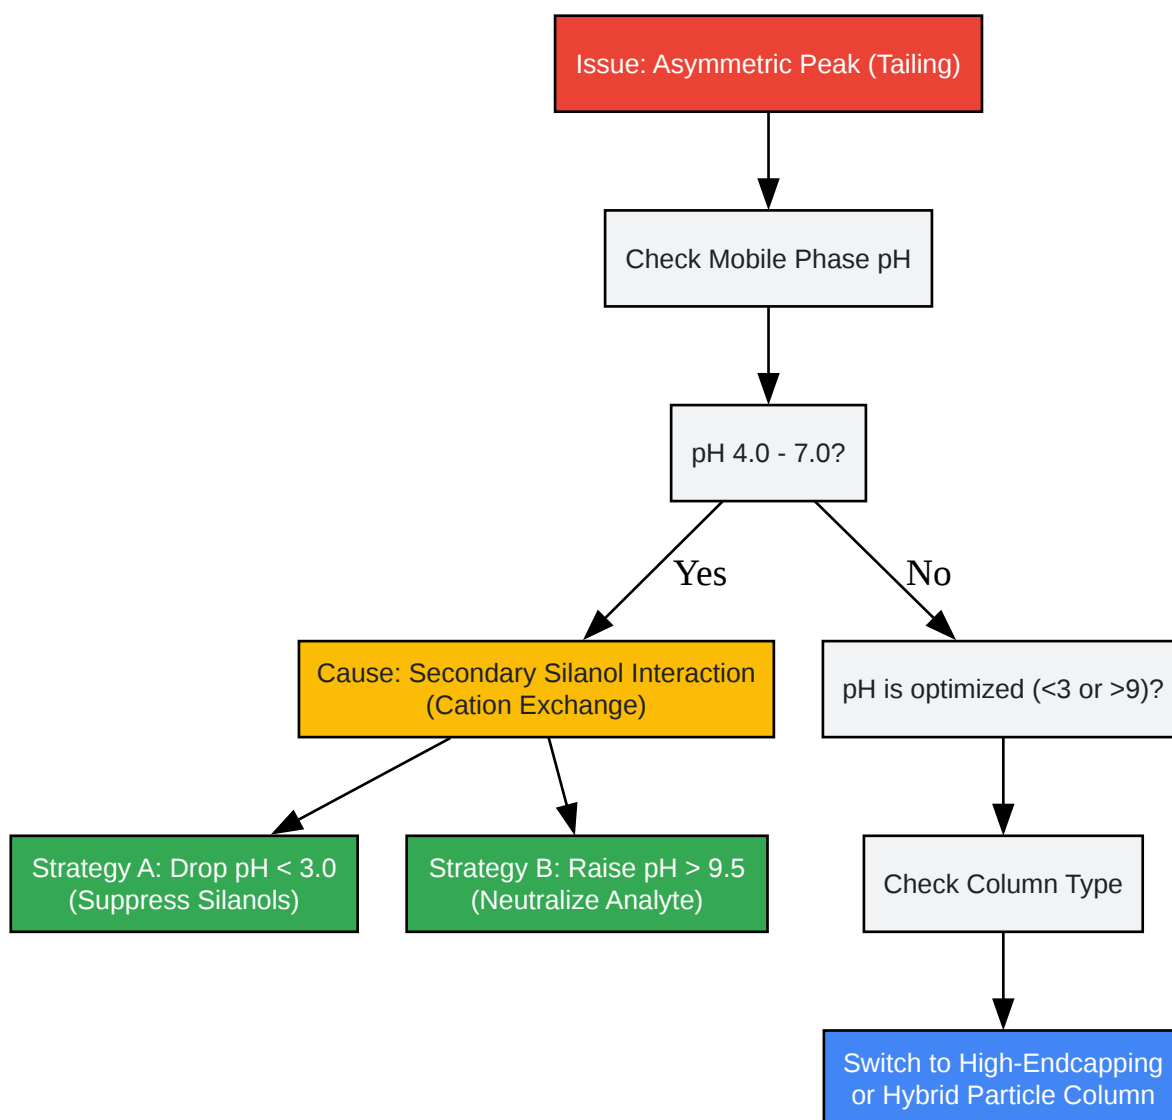 Issue: Asymmetric Peak (Tailing)
Check Mobile Phase pH
pH 4.0 - 7.0?
Yes
No
Cause: Secondary Silanol Interaction
(Cation Exchange)
pH is optimized (<3 or >9)?
Strategy A: Drop pH < 3.0
(Suppress Silanols)
Strategy B: Raise pH > 9.5
(Neutralize Analyte)
Check Column Type
Switch to High-Endcapping
or Hybrid Particle Column